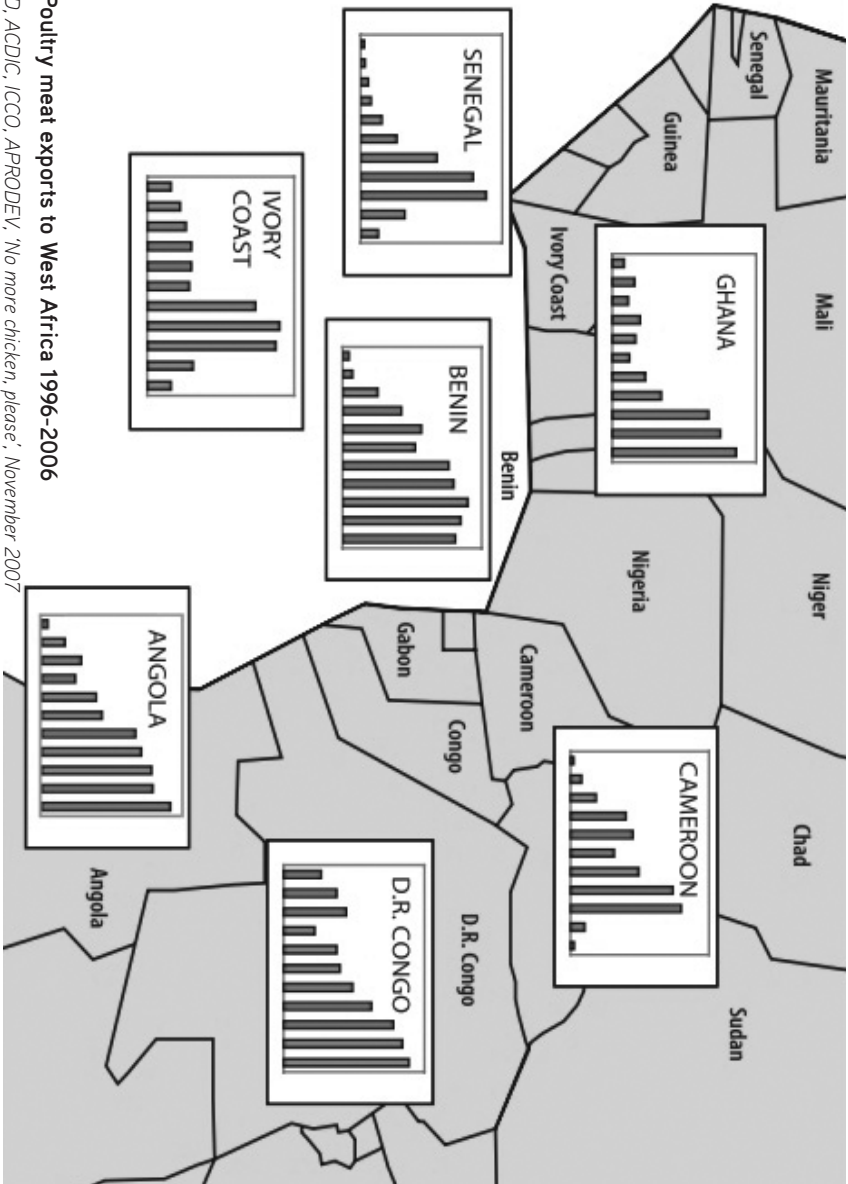 Mauritania
Mali
Niger
Chad
Sudan
Senegal
Guinea
Ivory Coast
Benin
Nigeria
Cameroon
Gabon
Congo
D.R. Congo
Angola
SENEGAL
GHANA
IVORY
COAST
BENIN
CAMEROON
D.R. CONGO
ANGOLA
Poultry meat exports to West Africa 1996-2006
ACDIC, ICCO, APRODEV, 'No more chicken, please', November 2007